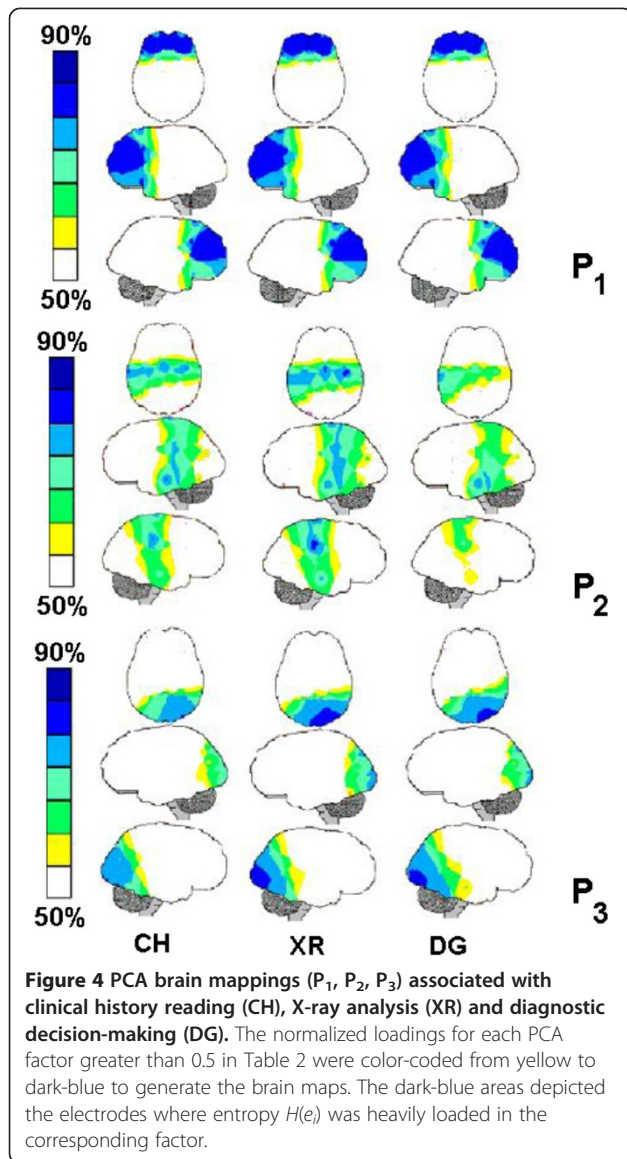 90%
50%
P1
90%
50%
P2
90%
50%
P3
CH XR DG
Figure 4 PCA brain mappings (P1, P2, P3) associated with
clinical history reading (CH), X-ray analysis (XR) and diagnostic
decision-making (DG). The normalized loadings for each PCA
factor greater than 0.5 in Table 2 were color-coded from yellow to
dark-blue to generate the brain maps. The dark-blue areas depicted
the electrodes where entropy H(ei) was heavily loaded in the
corresponding factor.